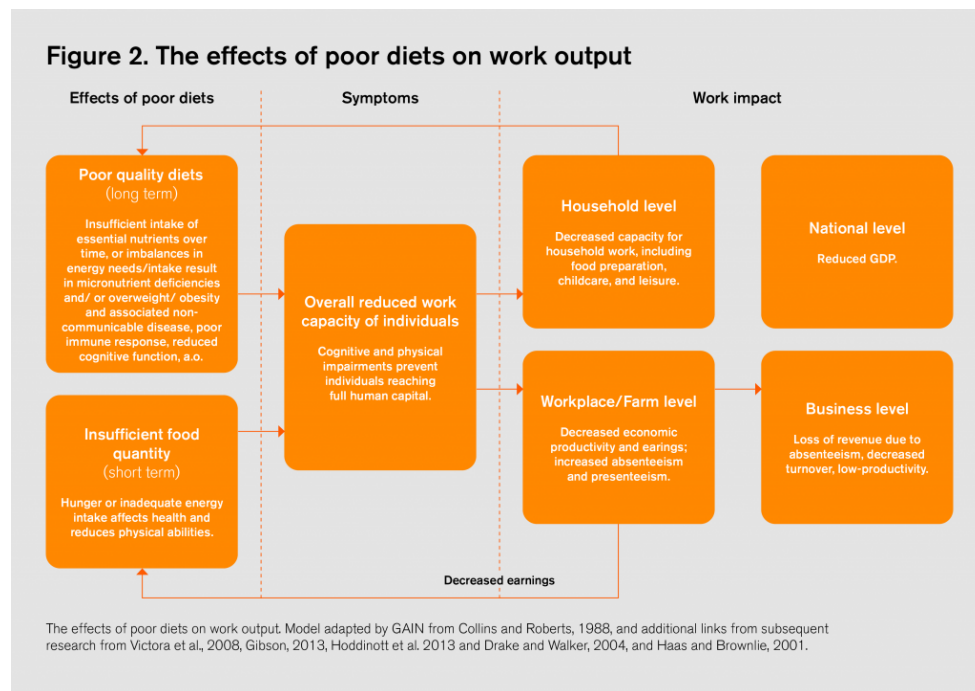 Figure 2. The effects of poor diets on work output
Effects of poor diets
Symptoms
Work impact
Poor quality diets
(long term)
Insufficient intake of
essential nutrients over
time, or imbalances in
energy needs/intake result
in micronutrient deficiencies
and/ or overweight/ obesity
and associated non-
communicable disease, poor
immune response, reduced
cognitive function, a.o.
Insufficient food
quantity
(short term)
Hunger or inadequate energy
intake affects health and
reduces physical abilities.
Overall reduced work
capacity of individuals
Cognitive and physical
impairments prevent
individuals reaching
full human capital.
Household level
Decreased capacity for
household work, including
food preparation,
childcare, and leisure.
Workplace/Farm level
Decreased economic
productivity and earings;
increased absenteeism
and presenteeism.
National level
Reduced GDP.
Business level
Loss of revenue due to
absenteeism, decreased
turnover, low-productivity.
Decreased earnings
The effects of poor diets on work output. Model adapted by GAIN from Collins and Roberts, 1988, and additional links from subsequent
research from Victora et al., 2008, Gibson, 2013, Hoddinott et al. 2013 and Drake and Walker, 2004, and Haas and Brownlie, 2001.